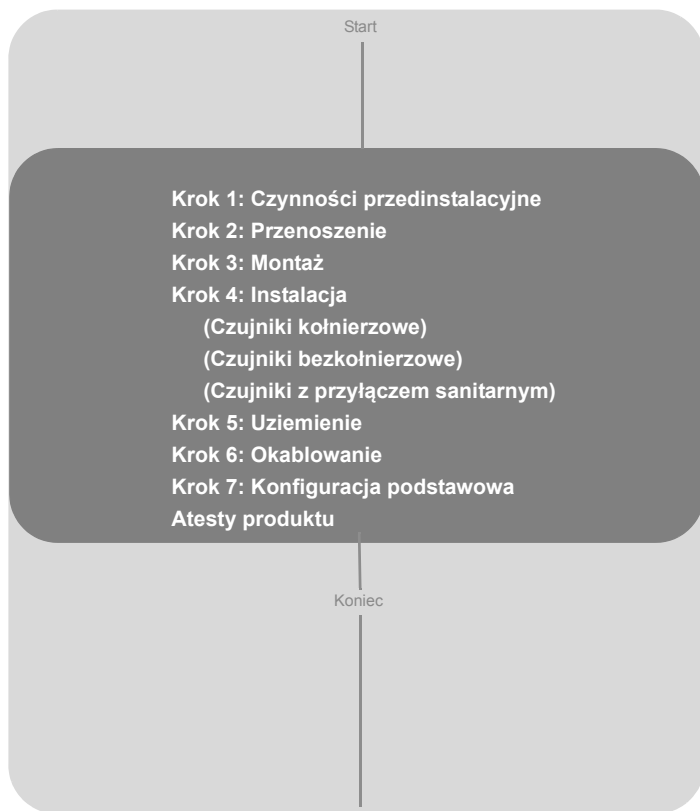 Start
Krok 1: Czynności przedinstalacyjne
Krok 2: Przenoszenie
Krok 3: Montaż
Krok 4: Instalacja
(Czujniki kołnierzowe)
(Czujniki bezkołnierzowe)
(Czujniki z przyłączem sanitarnym)
Krok 5: Uziemienie
Krok 6: Okablowanie
Krok 7: Konfiguracja podstawowa
Atesty produktu
Koniec